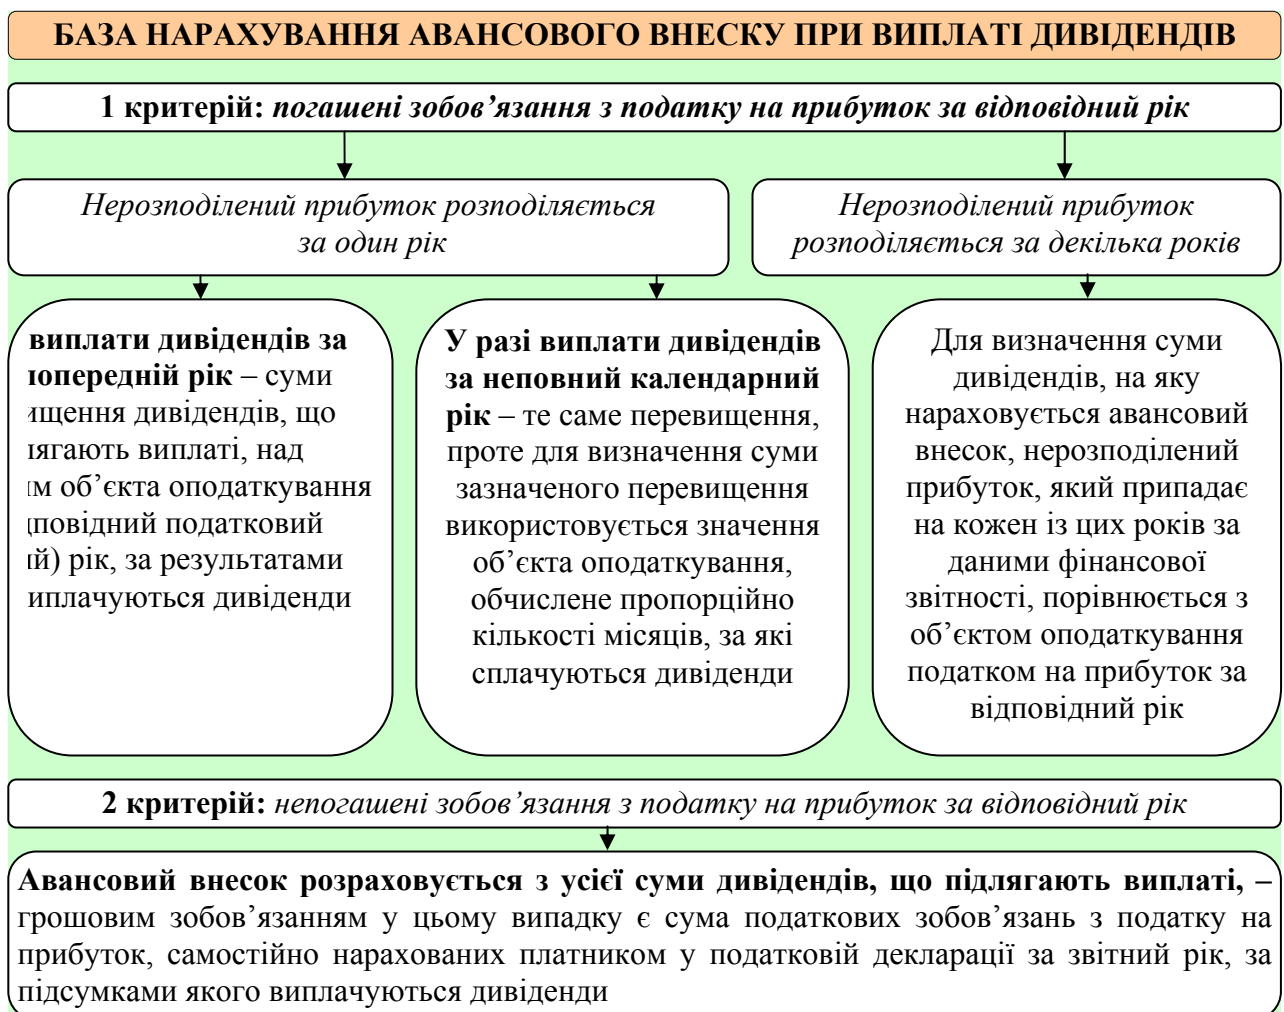 БАЗА НАРАХУВАННЯ АВАНСОВОГО ВНЕСКУ ПРИ ВИПЛАТІ ДИВІДЕНДІВ
1 критерій: погашені зобов’язання з податку на прибуток за відповідний рік
Нерозподілений прибуток розподіляється
за один рік
Нерозподілений прибуток
розподіляється за декілька років
виплати дивідендів за
попередній рік – суми
ищення дивідендів, що
лягають виплаті, над
им об’єкта оподаткування
повідний податковий
ий) рік, за результатами
иплачуються дивіденди
У разі виплати дивідендів
за неповний календарний
рік – те саме перевищення,
проте для визначення суми
зазначеного перевищення
використовується значення
об’єкта оподаткування,
обчислене пропорційно
кількості місяців, за які
сплачуються дивіденди
Для визначення суми
дивідендів, на яку
нараховується авансовий
внесок, нерозподілений
прибуток, який припадає
на кожен із цих років за
даними фінансової
звітності, порівнюється з
об’єктом оподаткування
податком на прибуток за
відповідний рік
2 критерій: непогашені зобов’язання з податку на прибуток за відповідний рік
Авансовий внесок розраховується з усієї суми дивідендів, що підлягають виплаті, –
грошовим зобов’язанням у цьому випадку є сума податкових зобов’язань з податку на
прибуток, самостійно нарахованих платником у податковій декларації за звітний рік, за
підсумками якого виплачуються дивіденди